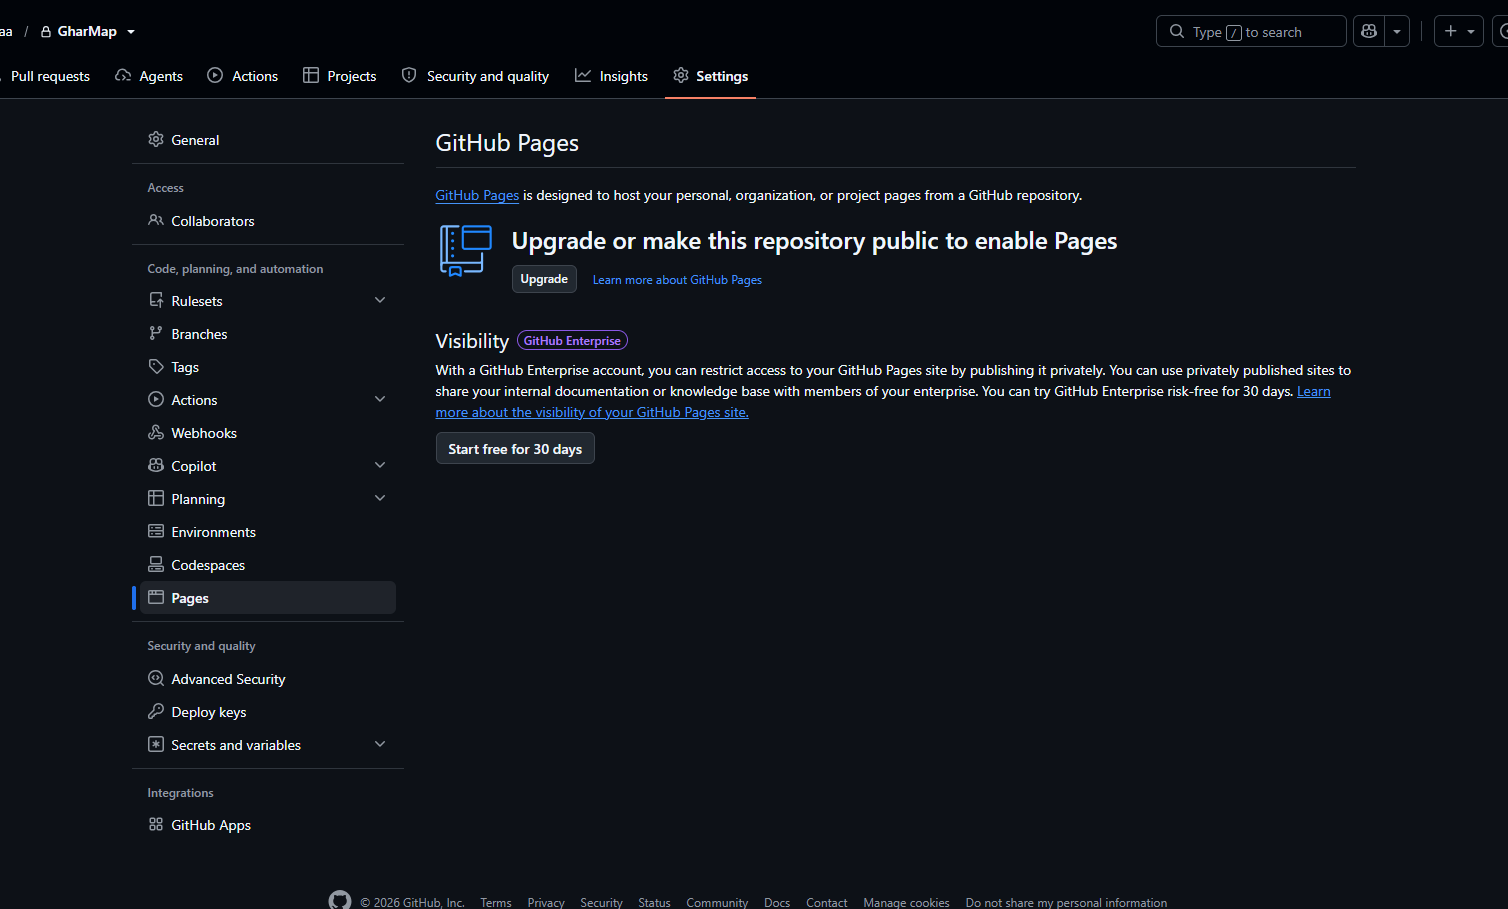 aa / GharMap
Type / to search
Pull requests Agents Actions Projects Security and quality Insights Settings
General
Access
Collaborators
Code, planning, and automation
Rulesets
Branches
Tags
Actions
Webhooks
Copilot
Planning
Environments
Codespaces
Pages
Security and quality
Advanced Security
Deploy keys
Secrets and variables
Integrations
GitHub Apps
GitHub Pages
GitHub Pages is designed to host your personal, organization, or project pages from a GitHub repository.
Upgrade or make this repository public to enable Pages
Upgrade Learn more about GitHub Pages
Visibility GitHub Enterprise
With a GitHub Enterprise account, you can restrict access to your GitHub Pages site by publishing it privately. You can use privately published sites to
share your internal documentation or knowledge base with members of your enterprise. You can try GitHub Enterprise risk-free for 30 days. Learn
more about the visibility of your GitHub Pages site.
Start free for 30 days
© 2026 GitHub, Inc. Terms Privacy Security Status Community Docs Contact Manage cookies Do not share my personal information